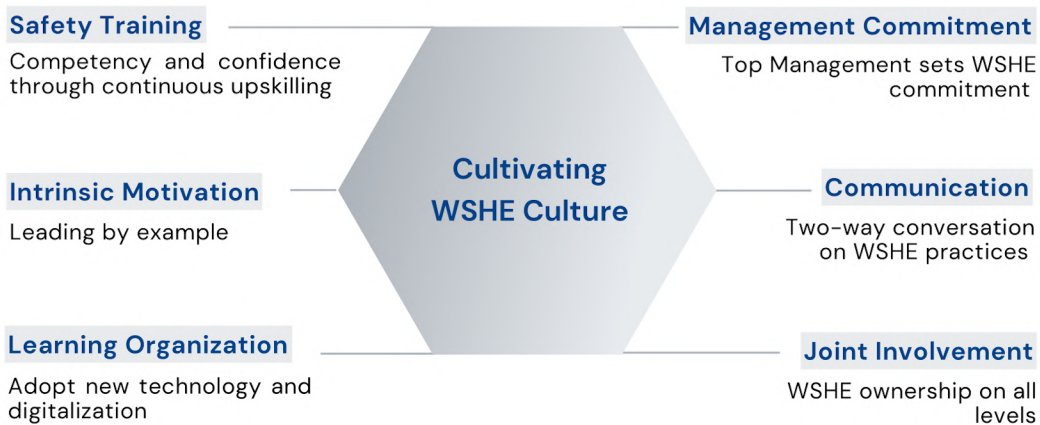 Safety Training
Competency and confidence
through continuous upskilling
Intrinsic Motivation
Leading by example
Learning Organization
Adopt new technology and
digitalization
Cultivating
WSHE Culture
Management Commitment
Top Management sets WSHE
commitment
Communication
Two-way conversation
on WSHE practices
Joint Involvement
WSHE ownership on all
levels